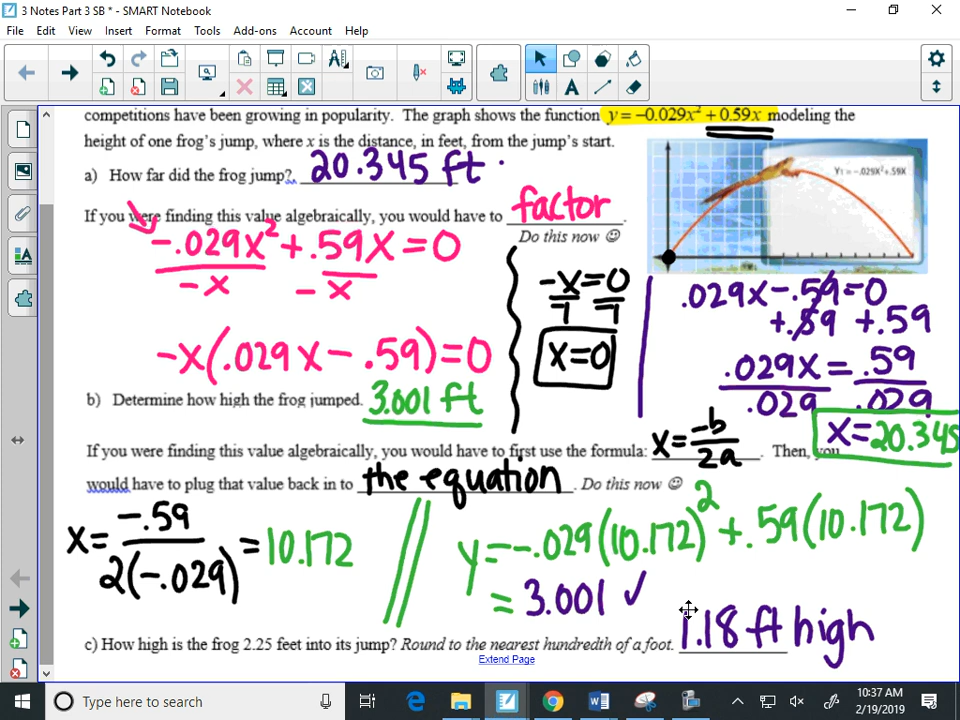 3 Notes Part 3 SB * - SMART Notebook
File Edit View Insert Format Tools Add-ons Account Help
competitions have been growing in popularity. The graph shows the function y = −0.029x² + 0.59x modeling the
height of one frog's jump, where x is the distance, in feet, from the jump's start.
Y1 = -.029X²+.59X
a) How far did the frog jump? 20.345 ft
If you were finding this value algebraically, you would have to factor.
Do this now ☺
-.029x²+.59x=0
-x -x
-x(.029x - .59)=0
-x=0
-1 -1
x=0
.029x-.59=0
+.59 +.59
.029x = .59
.029 .029
x=20.345
b) Determine how high the frog jumped. 3.001 ft
If you were finding this value algebraically, you would have to first use the formula: x = -b/2a. Then, you
would have to plug that value back in to the equation. Do this now ☺
x = -.59/2(-.029) = 10.172
y = -.029(10.172)² + .59(10.172)
= 3.001 ✓
c) How high is the frog 2.25 feet into its jump? Round to the nearest hundredth of a foot. 1.18 ft high
Extend Page
Type here to search
10:37 AM
2/19/2019